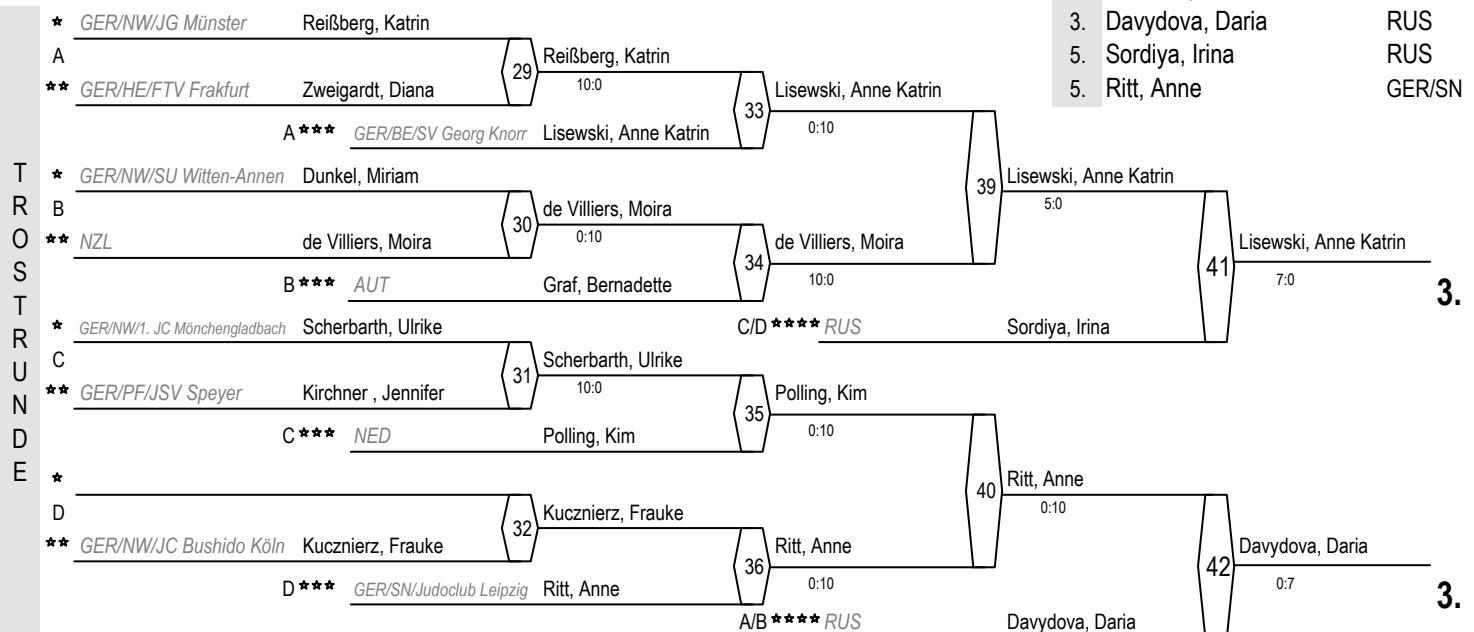 3. Davydova, Daria RUS
5. Sordiya, Irina RUS
5. Ritt, Anne GER/SN
TROSTRUNDE
* GER/NW/JG Münster Reißberg, Katrin
A
29 Reißberg, Katrin
10:0
** GER/HE/FTV Frakfurt Zweigardt, Diana
33 Lisewski, Anne Katrin
0:10
A *** GER/BE/SV Georg Knorr Lisewski, Anne Katrin
39 Lisewski, Anne Katrin
5:0
* GER/NW/SU Witten-Annen Dunkel, Miriam
B
30 de Villiers, Moira
0:10
** NZL de Villiers, Moira
34 de Villiers, Moira
10:0
B *** AUT Graf, Bernadette
41 Lisewski, Anne Katrin
7:0
3.
C/D **** RUS Sordiya, Irina
* GER/NW/1. JC Mönchengladbach Scherbarth, Ulrike
C
31 Scherbarth, Ulrike
10:0
** GER/PF/JSV Speyer Kirchner , Jennifer
35 Polling, Kim
0:10
C *** NED Polling, Kim
40 Ritt, Anne
0:10
*
D
32 Kucznierz, Frauke
** GER/NW/JC Bushido Köln Kucznierz, Frauke
36 Ritt, Anne
0:10
D *** GER/SN/Judoclub Leipzig Ritt, Anne
42 Davydova, Daria
0:7
3.
A/B **** RUS Davydova, Daria